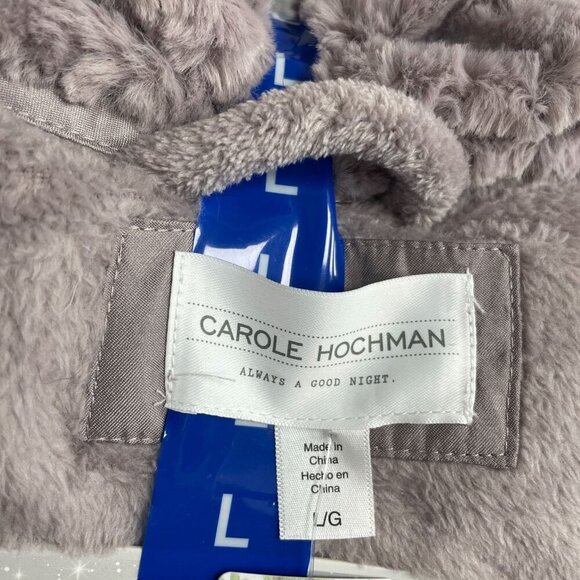 L
L
L
CAROLE HOCHMAN
ALWAYS A GOOD NIGHT.
Made in
China
Hecho en
China
L/G
L